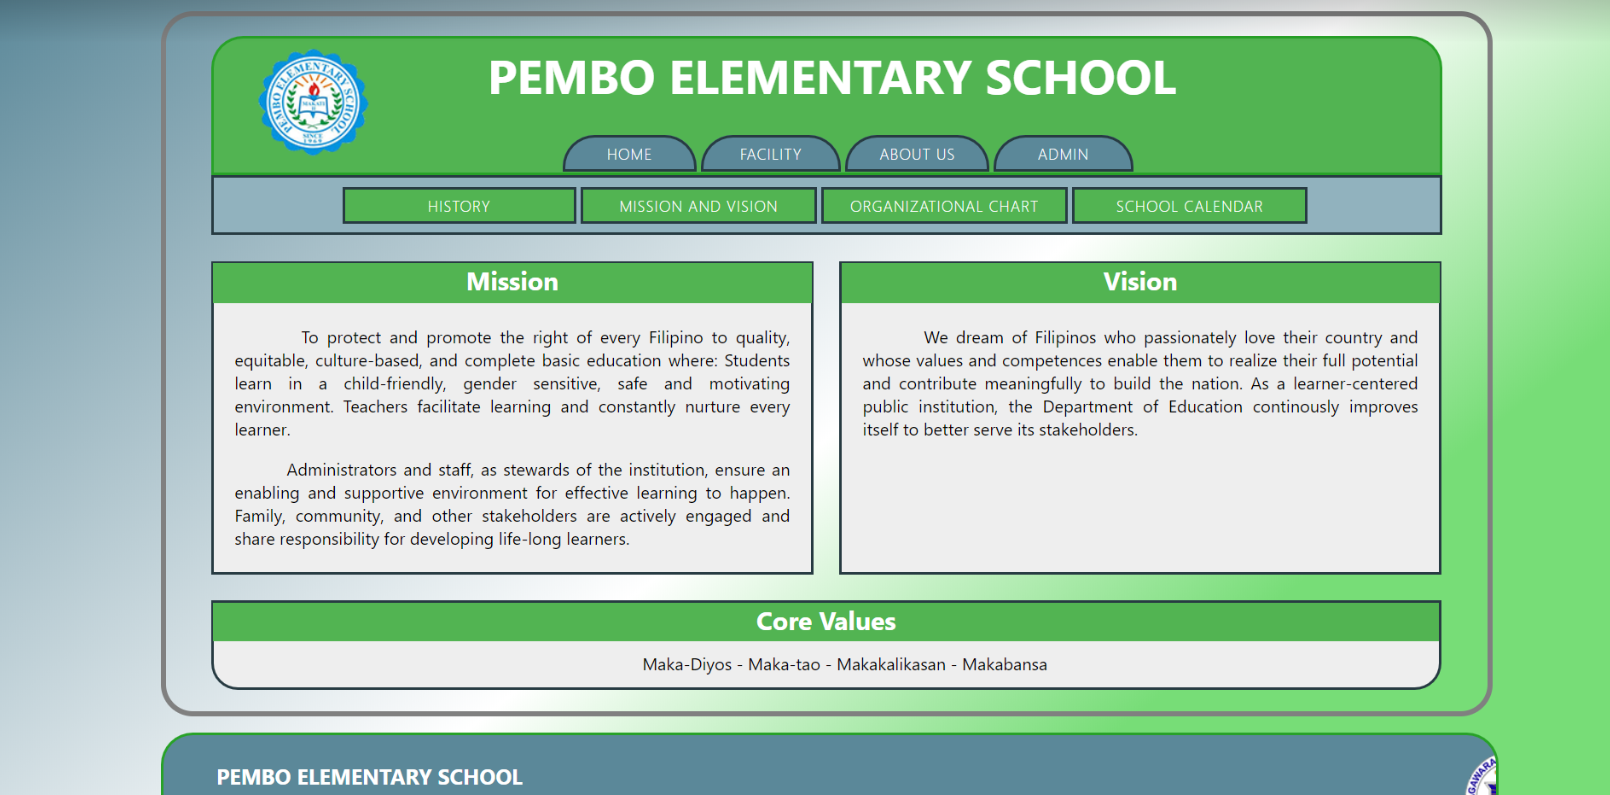 PEMBO ELEMENTARY SCHOOL
PEMBO ELEMENTARY SCHOOL
MAKATI
SINCE
HOME FACILITY ABOUT US ADMIN
HISTORY MISSION AND VISION ORGANIZATIONAL CHART SCHOOL CALENDAR
Mission
To protect and promote the right of every Filipino to quality,
equitable, culture-based, and complete basic education where: Students
learn in a child-friendly, gender sensitive, safe and motivating
environment. Teachers facilitate learning and constantly nurture every
learner.
Administrators and staff, as stewards of the institution, ensure an
enabling and supportive environment for effective learning to happen.
Family, community, and other stakeholders are actively engaged and
share responsibility for developing life-long learners.
Vision
We dream of Filipinos who passionately love their country and
whose values and competences enable them to realize their full potential
and contribute meaningfully to build the nation. As a learner-centered
public institution, the Department of Education continously improves
itself to better serve its stakeholders.
Core Values
Maka-Diyos - Maka-tao - Makakalikasan - Makabansa
PEMBO ELEMENTARY SCHOOL
GAWARA